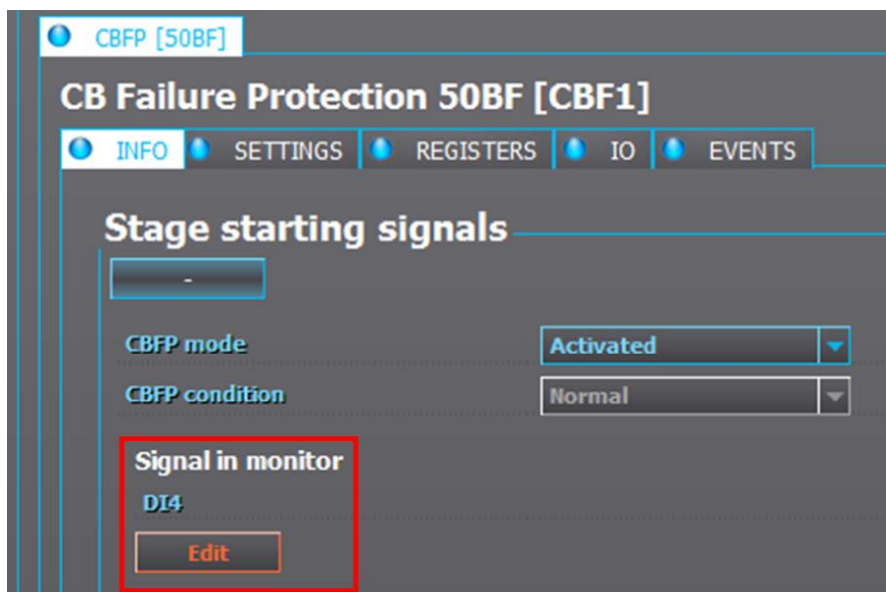 CBFP [50BF]
CB Failure Protection 50BF [CBF1]
INFO SETTINGS REGISTERS IO EVENTS
Stage starting signals
-
CBFP mode Activated
CBFP condition Normal
Signal in monitor
DI4
Edit